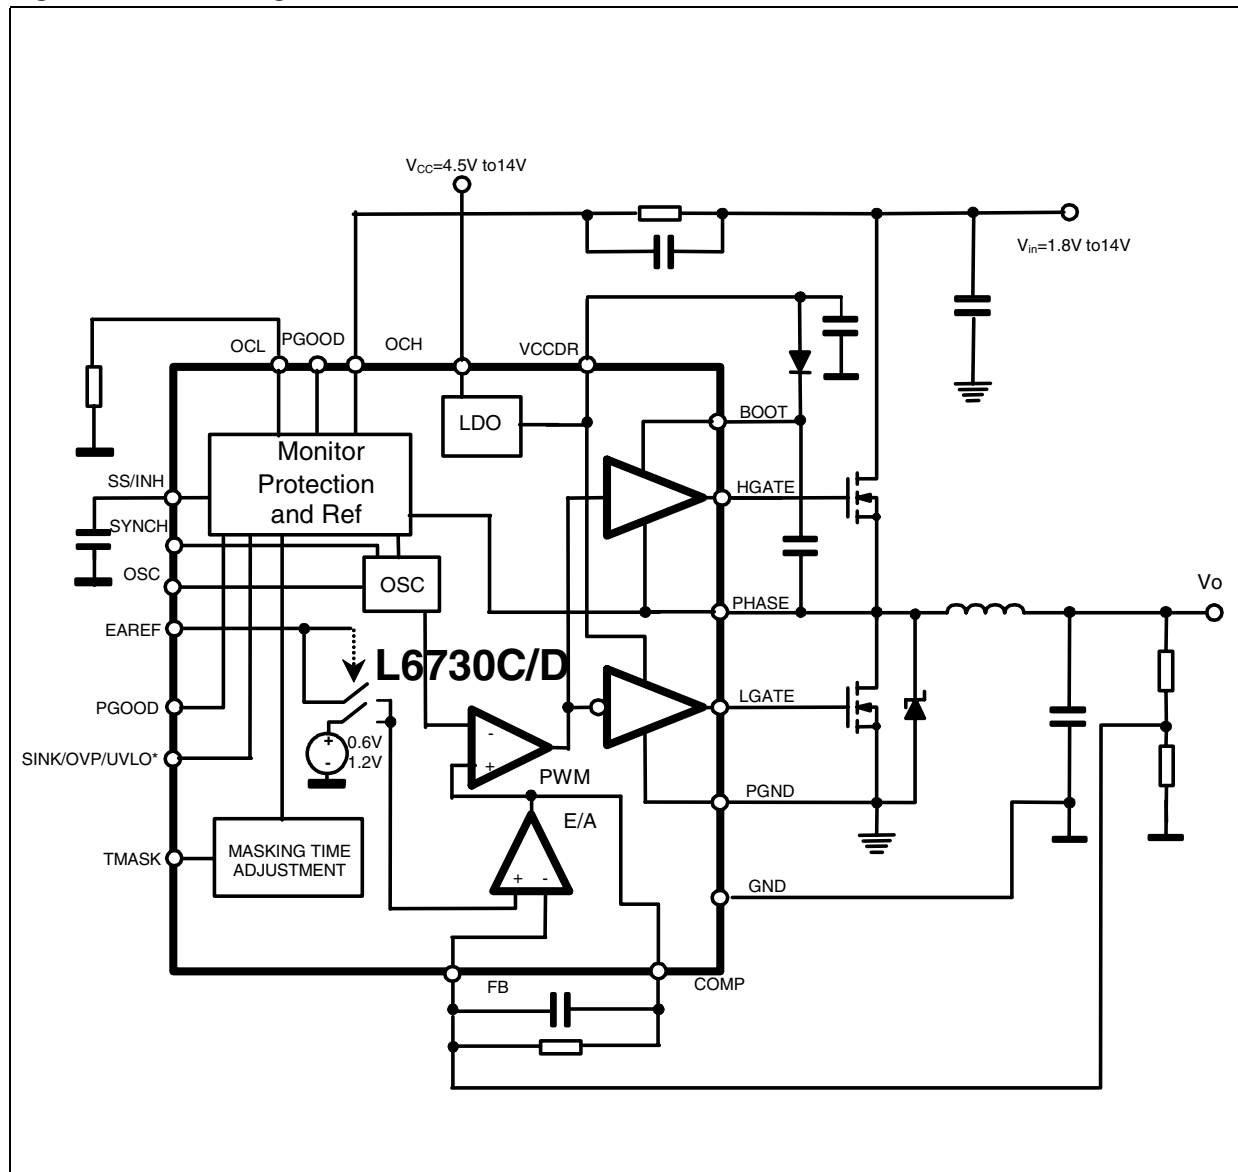 V_CC=4.5V to14V
V_in=1.8V to14V
OCL
PGOOD
OCH
VCCDR
LDO
BOOT
Monitor
Protection
and Ref
SS/INH
HGATE
SYNCH
OSC
OSC
PHASE
Vo
EAREF
L6730C/D
LGATE
PGOOD
SINK/OVP/UVLO*
+
-
0.6V
1.2V
-
+
PWM
PGND
E/A
TMASK
MASKING TIME
ADJUSTMENT
+ -
GND
FB
COMP